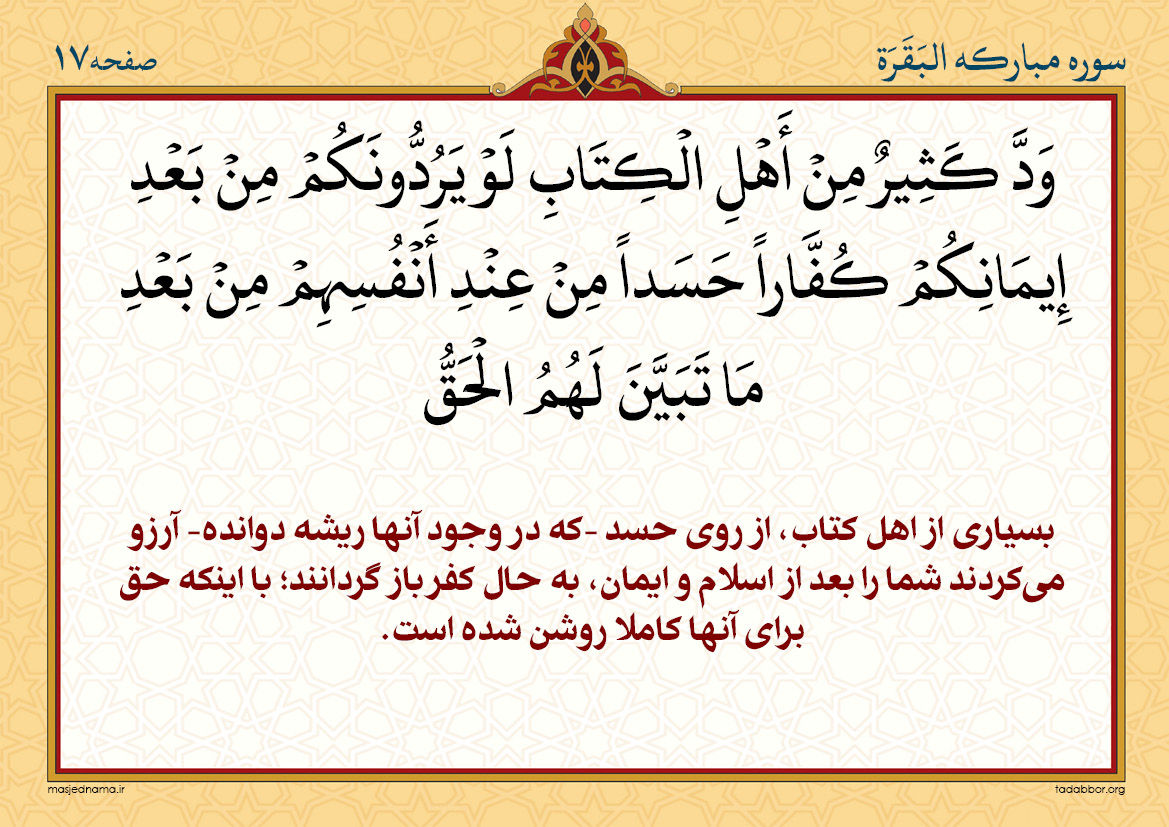 سوره مبارکه البَقَرَة
صفحه۱۷
وَدَّ كَثِيرٌ مِنْ أَهْلِ الْكِتَابِ لَوْ يَرُدُّونَكُمْ مِنْ بَعْدِ
إِيمَانِكُمْ كُفَّاراً حَسَداً مِنْ عِنْدِ أَنْفُسِهِمْ مِنْ بَعْدِ
مَا تَبَيَّنَ لَهُمُ الْحَقُّ
بسیاری از اهل کتاب، از روی حسد -که در وجود آنها ریشه دوانده- آرزو
می‌کردند شما را بعد از اسلام و ایمان، به حال کفر باز گردانند؛ با اینکه حق
برای آنها کاملا روشن شده است.
masjednama.ir
tadabbor.org